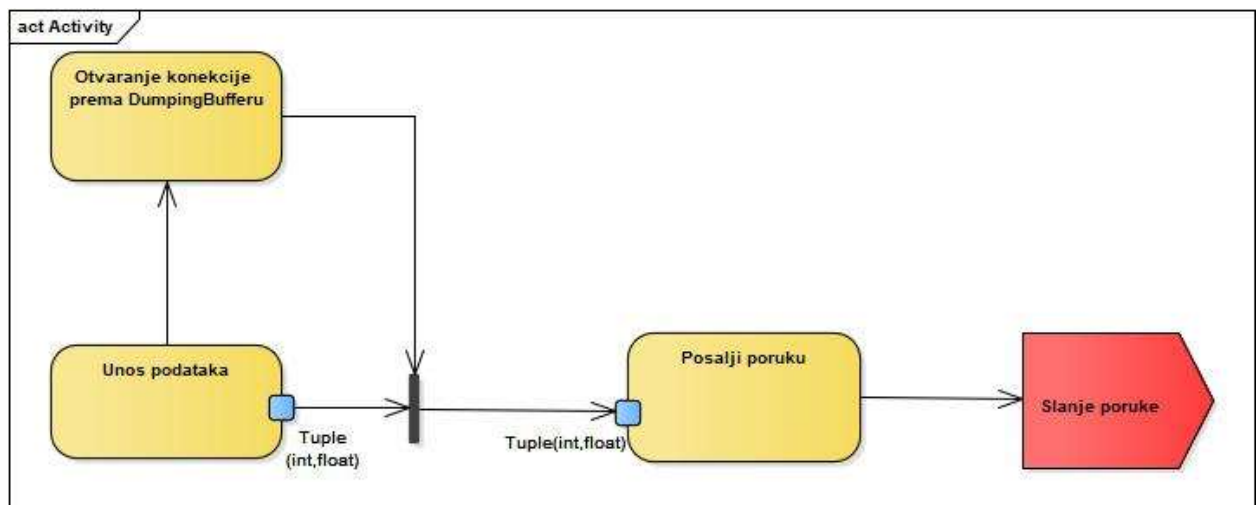 act Activity
Otvaranje konekcije
prema DumpingBufferu
Unos podataka
Tuple
(int,float)
Tuple(int,float)
Posalji poruku
Slanje poruke